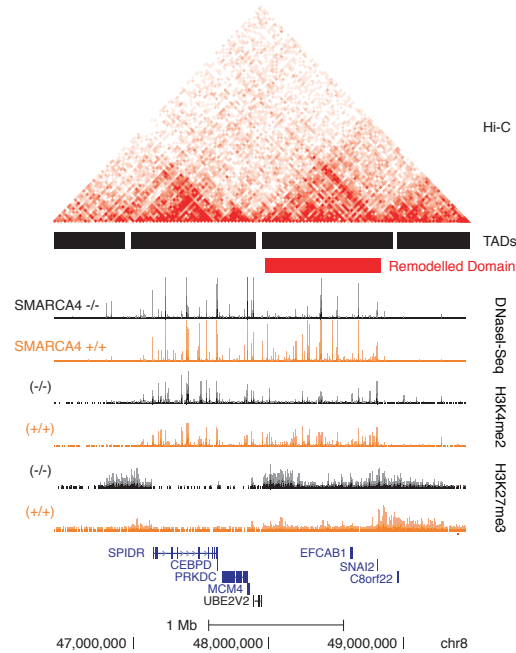 Hi-C
TADs
Remodelled Domain
SMARCA4 -/-
SMARCA4 +/+
DNaseI-Seq
(-/-)
(+/+)
H3K4me2
(-/-)
(+/+)
H3K27me3
SPIDR
EFCAB1
CEBPD
SNAI2
PRKDC
C8orf22
MCM4
UBE2V2
1 Mb
47,000,000
48,000,000
49,000,000
chr8